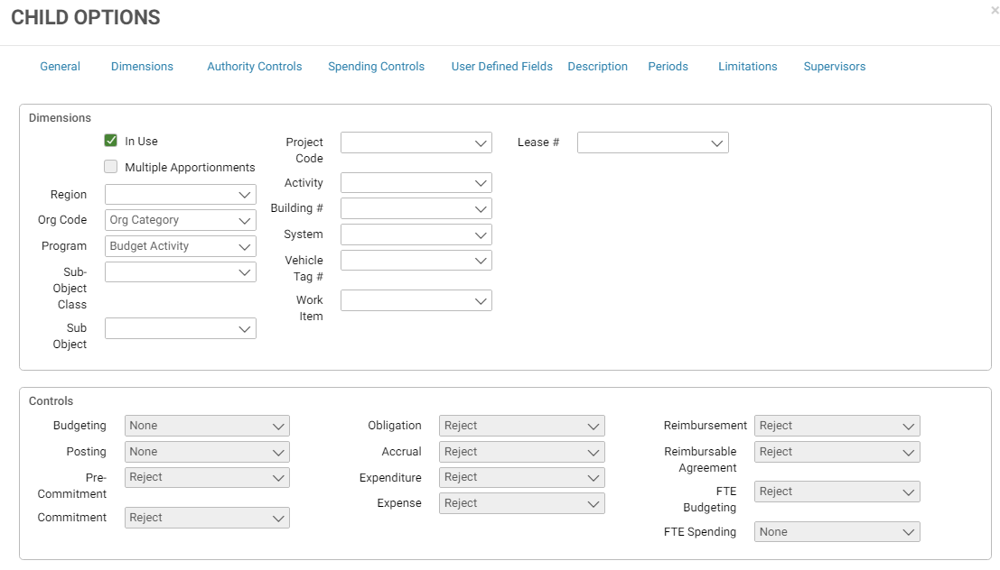 CHILD OPTIONS
×
General Dimensions Authority Controls Spending Controls User Defined Fields Description Periods Limitations Supervisors
Dimensions
In Use
Multiple Apportionments
Region
Org Code Org Category
Program Budget Activity
Sub-
Object
Class
Sub
Object
Project
Code
Activity
Building #
System
Vehicle
Tag #
Work
Item
Lease #
Controls
Budgeting None
Posting None
Pre-
Commitment Reject
Commitment Reject
Obligation Reject
Accrual Reject
Expenditure Reject
Expense Reject
Reimbursement Reject
Reimbursable Reject
Agreement
FTE Reject
Budgeting
FTE Spending None